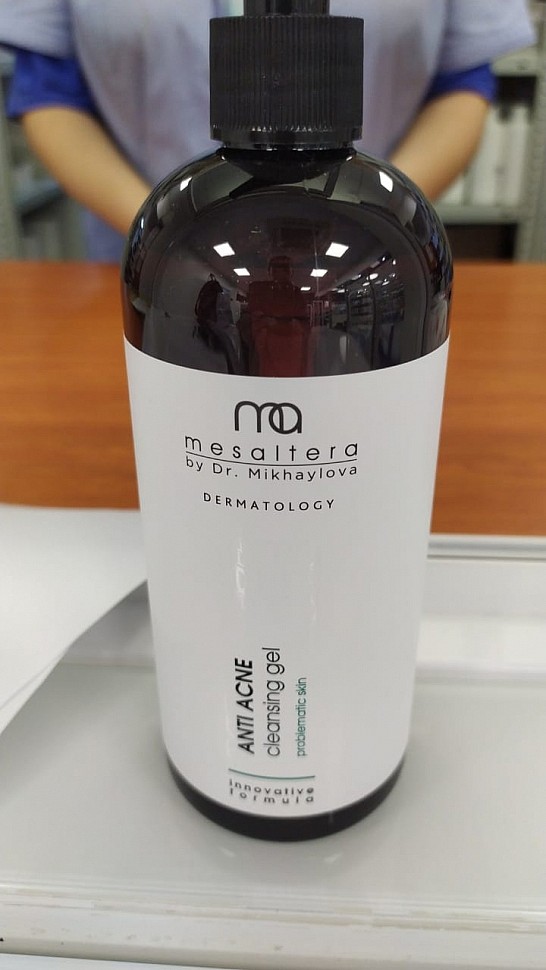 ma
mesaltera
by Dr. Mikhaylova
DERMATOLOGY
ANTI ACNE
cleansing gel
problematic skin
innovative
formula